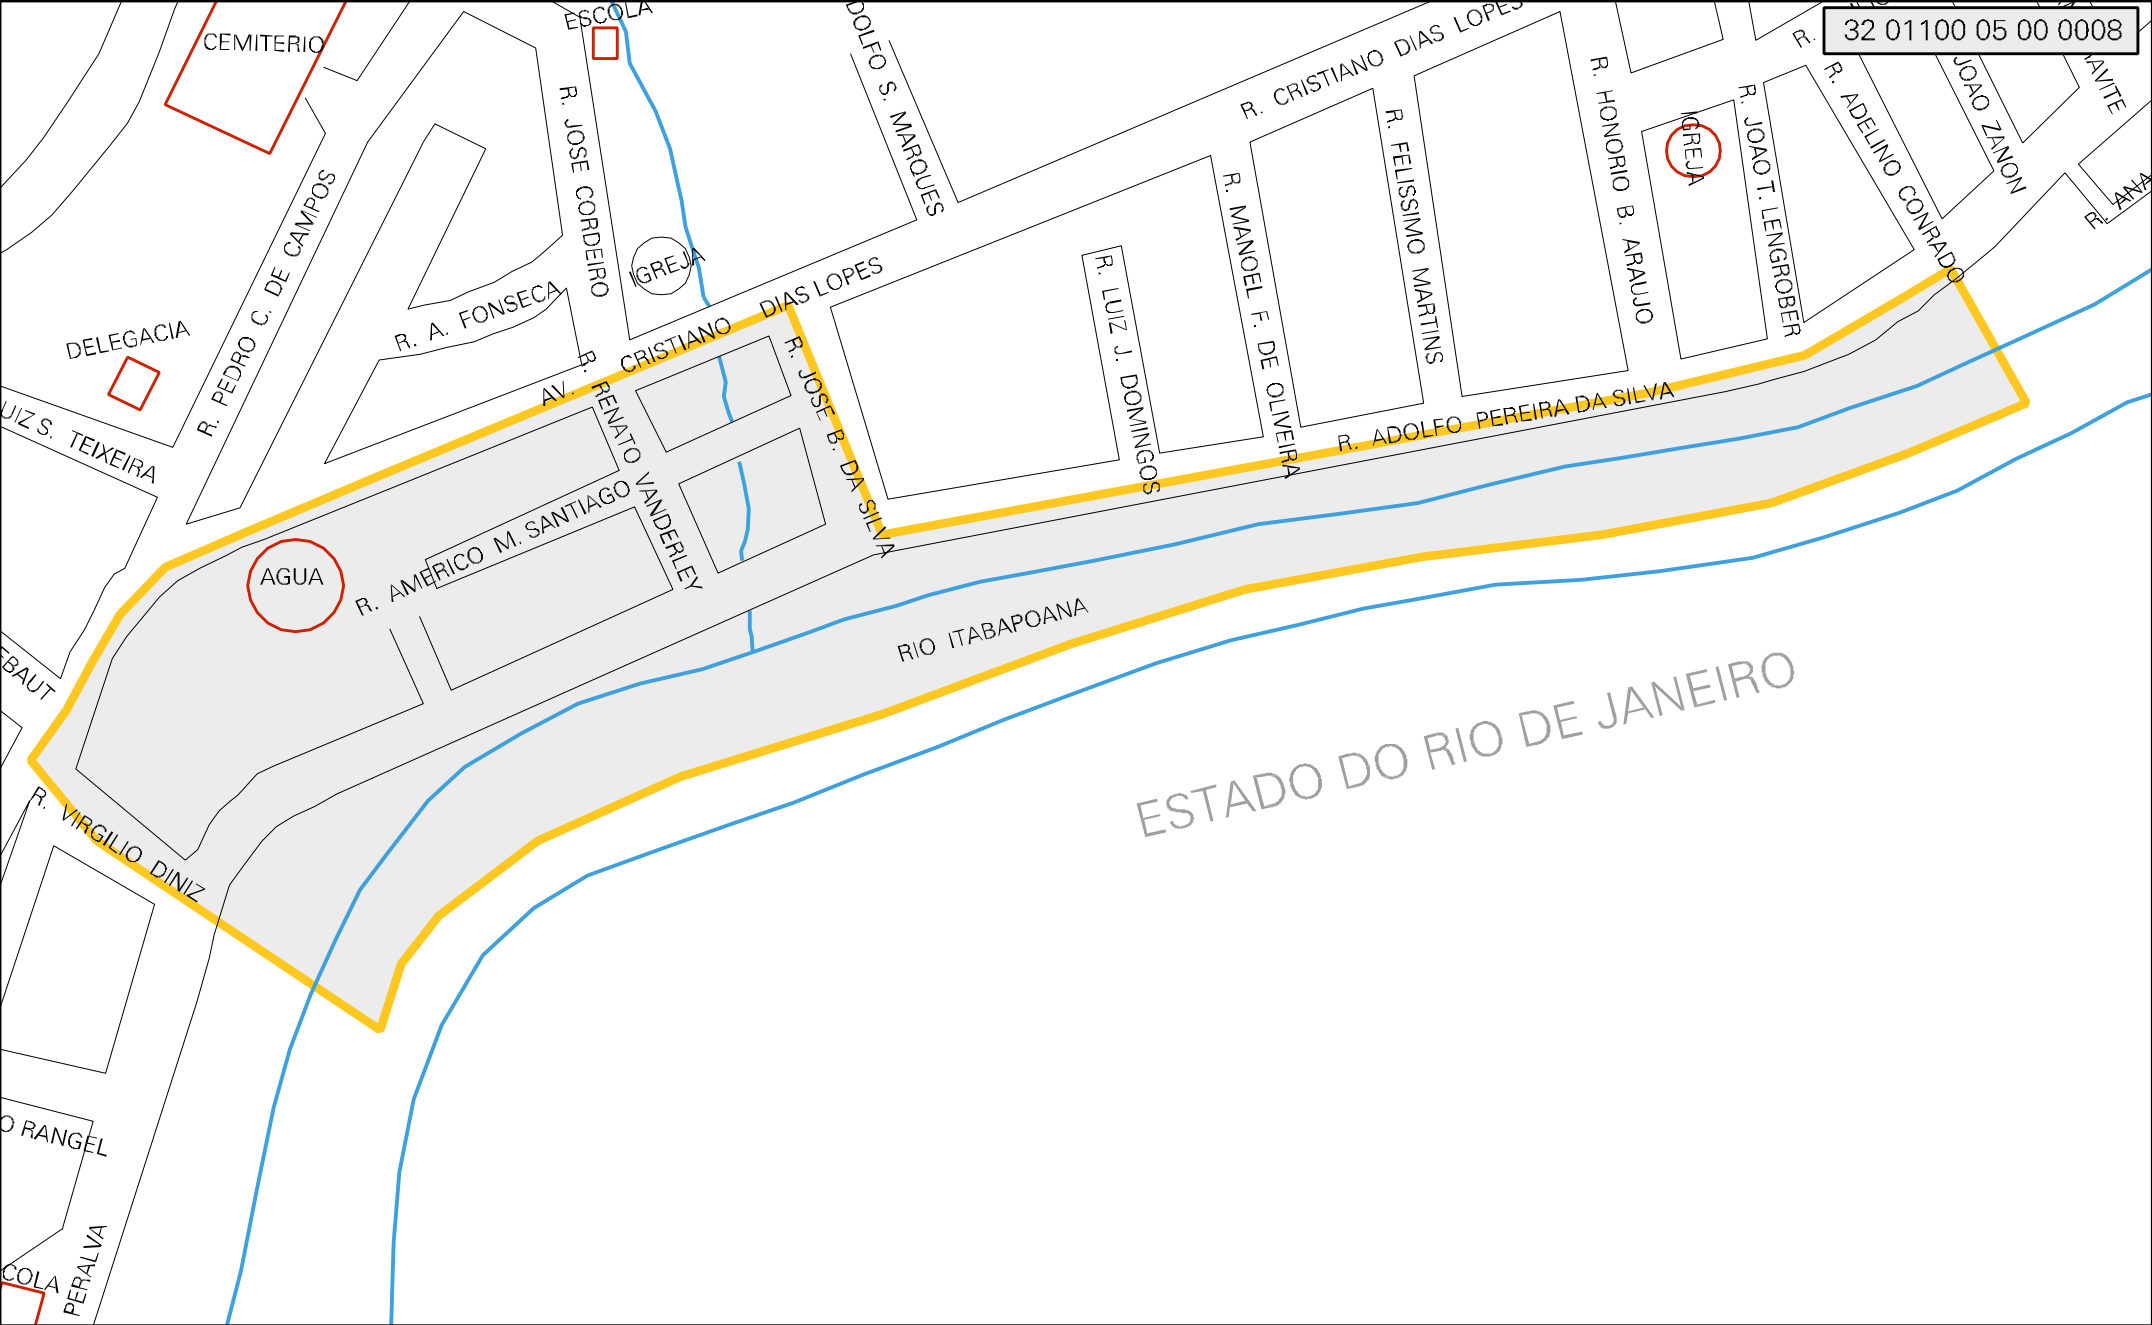 ESCOLA
32 01100 05 00 0008
CEMITERIO
R. JOSE CORDEIRO
DOLFO S. MARQUES
R. CRISTIANO DIAS LOPES
R. HONORIO B. ARAUJO
R. FELISSIMO MARTINS
IGREJA
R. JOAO T. LENGROBER
R.
R. ADELINO CONRADO
JOAO ZANON
AVITE
R. ANA
R. PEDRO C. DE CAMPOS
R. MANOEL F. DE OLIVEIRA
R. LUIZ J. DOMINGOS
IGREJA
R. A. FONSECA
DELEGACIA
AV. CRISTIANO DIAS LOPES
R. RENATO VANDERLEY
R. JOSE B. DA SILVA
R. ADOLFO PEREIRA DA SILVA
UIZ S. TEIXEIRA
R. AMERICO M. SANTIAGO
AGUA
RIO ITABAPOANA
EBAUT
R. VIRGILIO DINIZ
ESTADO DO RIO DE JANEIRO
O RANGEL
PERALVA
COLA